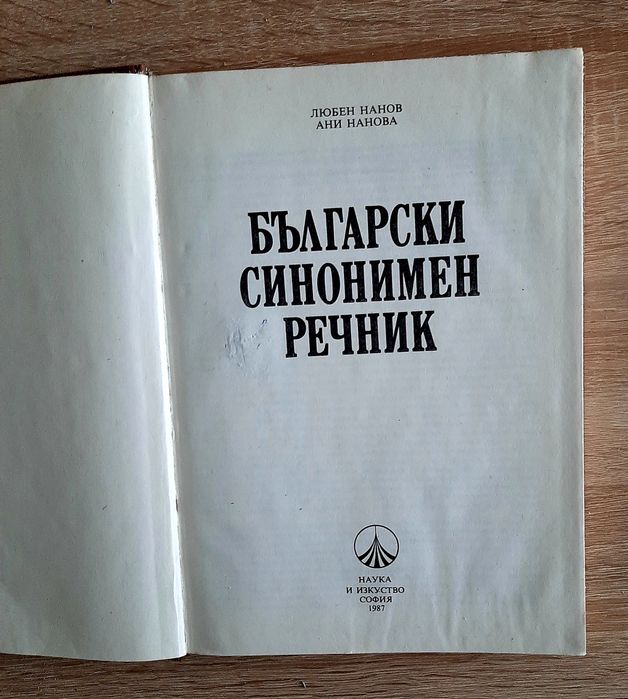 ЛЮБЕН НАНОВ
АНИ НАНОВА
БЪЛГАРСКИ
СИНОНИМЕН
РЕЧНИК
НАУКА
И ИЗКУСТВО
СОФИЯ
1987